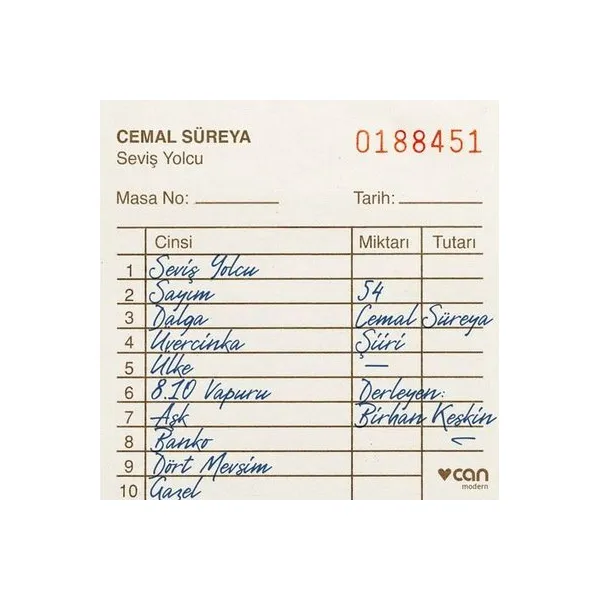 CEMAL SÜREYA 0188451
Seviş Yolcu
Masa No: Tarih:
Cinsi Miktarı Tutarı
1 Seviş Yolcu
2 Sayım 54
3 Dalga Cemal Süreya
4 Üvercinka Şiiri
5 Ülke —
6 8.10 Vapuru Derleyen:
7 Aşk Birhan Keskin
8 Banko
9 Dört Mevsim
10 Gazel
can
modern